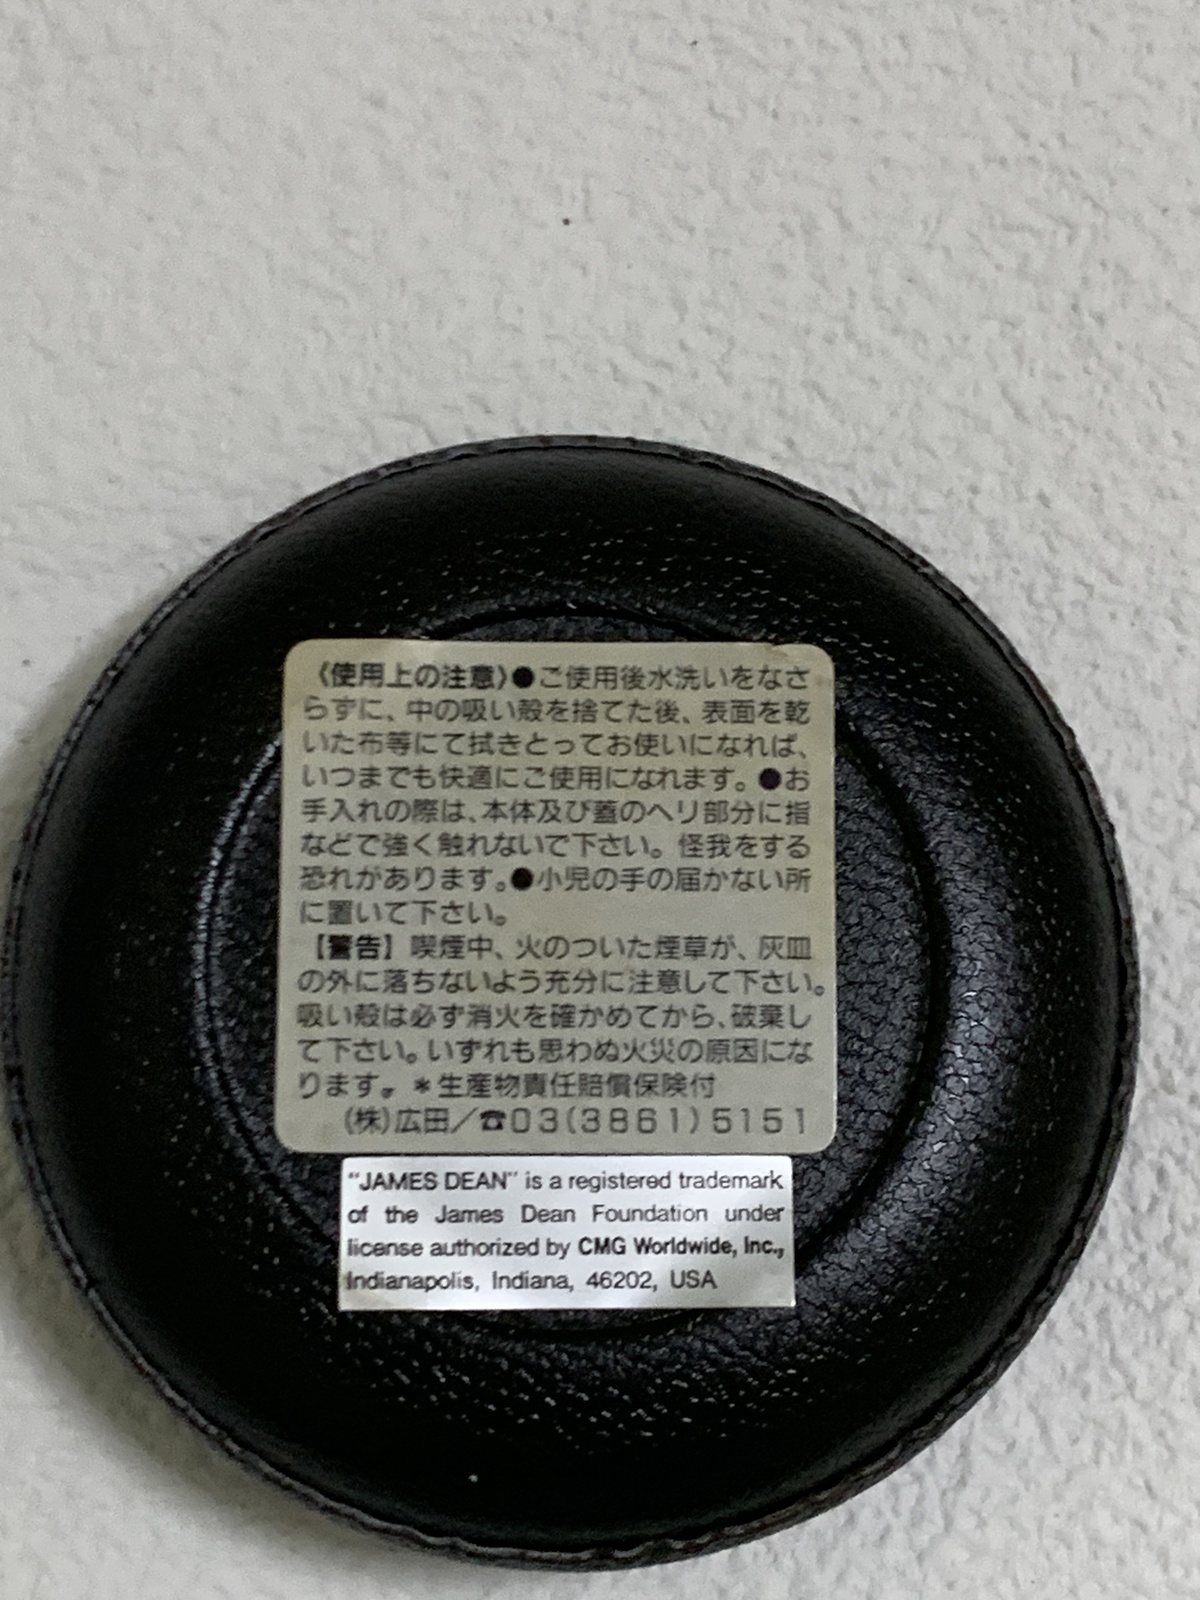 〈使用上の注意〉●ご使用後水洗いをなさ
らずに、中の吸い殻を捨てた後、表面を乾
いた布等にて拭きとってお使いになれば、
いつまでも快適にご使用になれます。●お
手入れの際は、本体及び蓋のヘリ部分に指
などで強く触れないで下さい。怪我をする
恐れがあります。●小児の手の届かない所
に置いて下さい。
【警告】喫煙中、火のついた煙草が、灰皿
の外に落ちないよう充分に注意して下さい。
吸い殻は必ず消火を確かめてから、破棄し
て下さい。いずれも思わぬ火災の原因にな
ります。＊生産物責任賠償保険付
(株)広田／☎03(3861)5151
"JAMES DEAN" is a registered trademark
of the James Dean Foundation under
license authorized by CMG Worldwide, Inc.,
Indianapolis, Indiana, 46202, USA